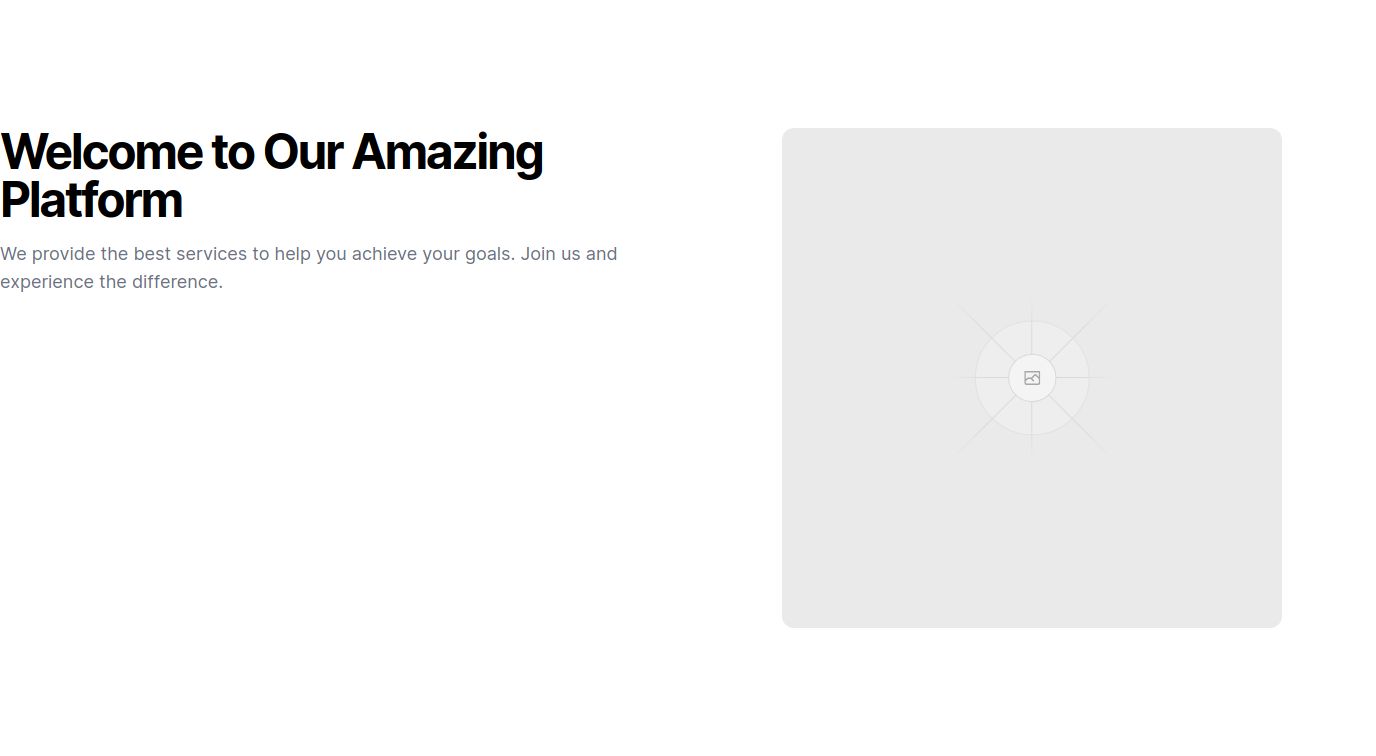 Welcome to Our Amazing
Platform
We provide the best services to help you achieve your goals. Join us and
experience the difference.